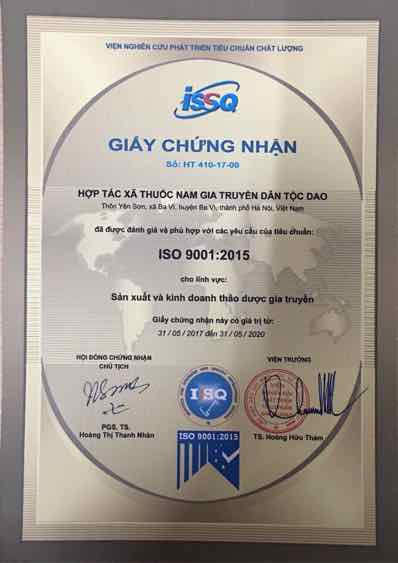 VIỆN NGHIÊN CỨU PHÁT TRIỂN TIÊU CHUẨN CHẤT LƯỢNG
ISSQ
GIẤY CHỨNG NHẬN
Số: HT 410-17-00
HỢP TÁC XÃ THUỐC NAM GIA TRUYỀN DÂN TỘC DAO
Thôn Yên Sơn, xã Ba Vì, huyện Ba Vì, thành phố Hà Nội, Việt Nam
đã được đánh giá và phù hợp với các yêu cầu của tiêu chuẩn:
ISO 9001:2015
cho lĩnh vực:
Sản xuất và kinh doanh thảo dược gia truyền
Giấy chứng nhận này có giá trị từ:
31 / 05 / 2017 đến 31 / 05 / 2020
HỘI ĐỒNG CHỨNG NHẬN
CHỦ TỊCH
VIỆN TRƯỞNG
ISSQ
VIỆN
PGS. TS.
Hoàng Thị Thanh Nhàn
ISO 9001:2015
TS. Hoàng Hữu Thám